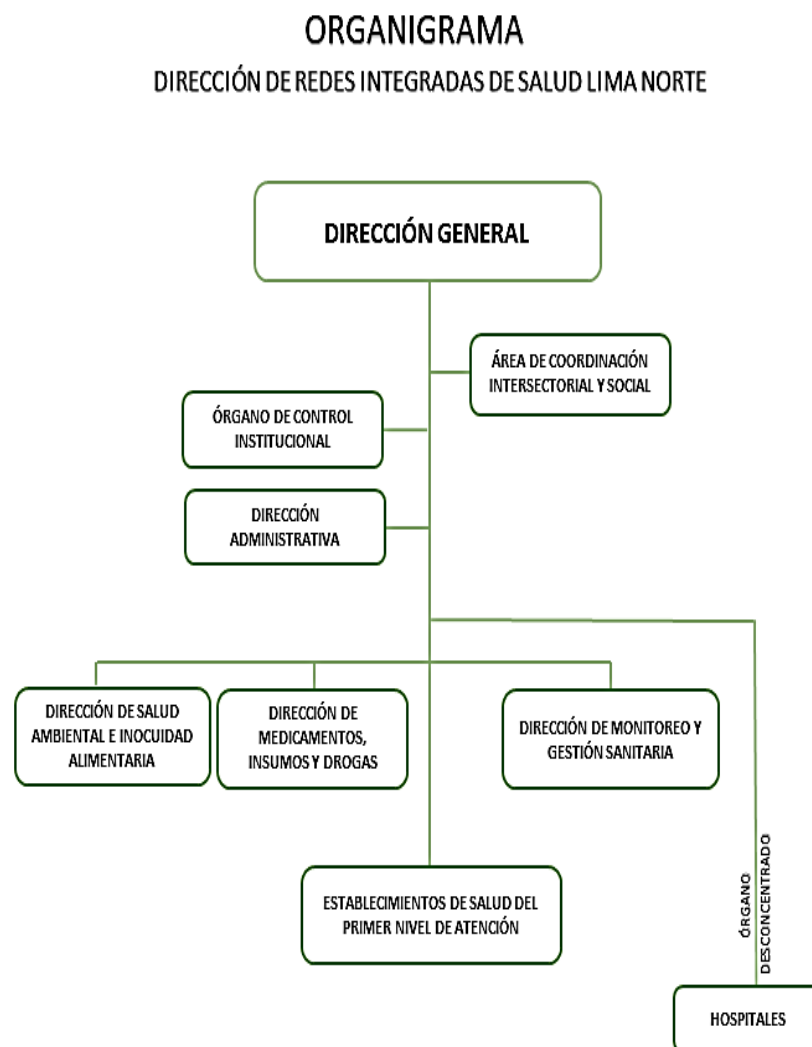 ORGANIGRAMA
DIRECCIÓN DE REDES INTEGRADAS DE SALUD LIMA NORTE
DIRECCIÓN GENERAL
ÁREA DE COORDINACIÓN
INTERSECTORIAL Y SOCIAL
ÓRGANO DE CONTROL
INSTITUCIONAL
DIRECCIÓN
ADMINISTRATIVA
DIRECCIÓN DE SALUD
AMBIENTAL E INOCUIDAD
ALIMENTARIA
DIRECCIÓN DE
MEDICAMENTOS,
INSUMOS Y DROGAS
DIRECCIÓN DE MONITOREO Y
GESTIÓN SANITARIA
ESTABLECIMIENTOS DE SALUD DEL
PRIMER NIVEL DE ATENCIÓN
ÓRGANO
DESCONCENTRADO
HOSPITALES